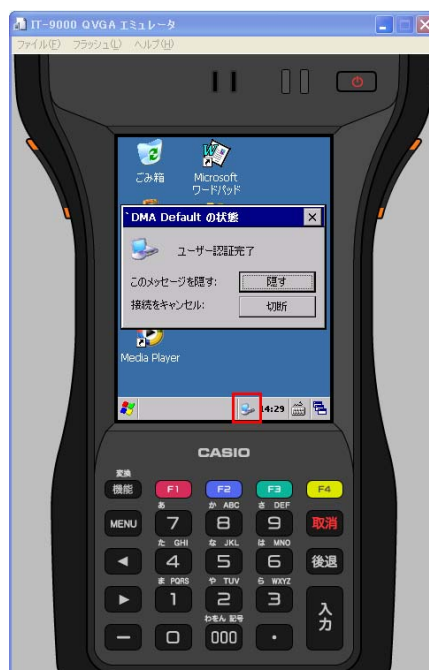 IT-9000 QVGA エミュレータ
ファイル(F) フラッシュ(L) ヘルプ(H)
ごみ箱
Microsoft
ワードパッド
`DMA Default の状態
ユーザー認証完了
このメッセージを隠す: 隠す
接続をキャンセル: 切断
Media Player
14:29
CASIO
変換
機能 F1 F2 F3 F4
あ か ABC さ DEF
MENU 7 8 9 取消
た GHI な JKL は MNO
4 5 6 後退
ま PQRS や TUV ら WXYZ
1 2 3 入力
わをん 記号
- 0 000 .